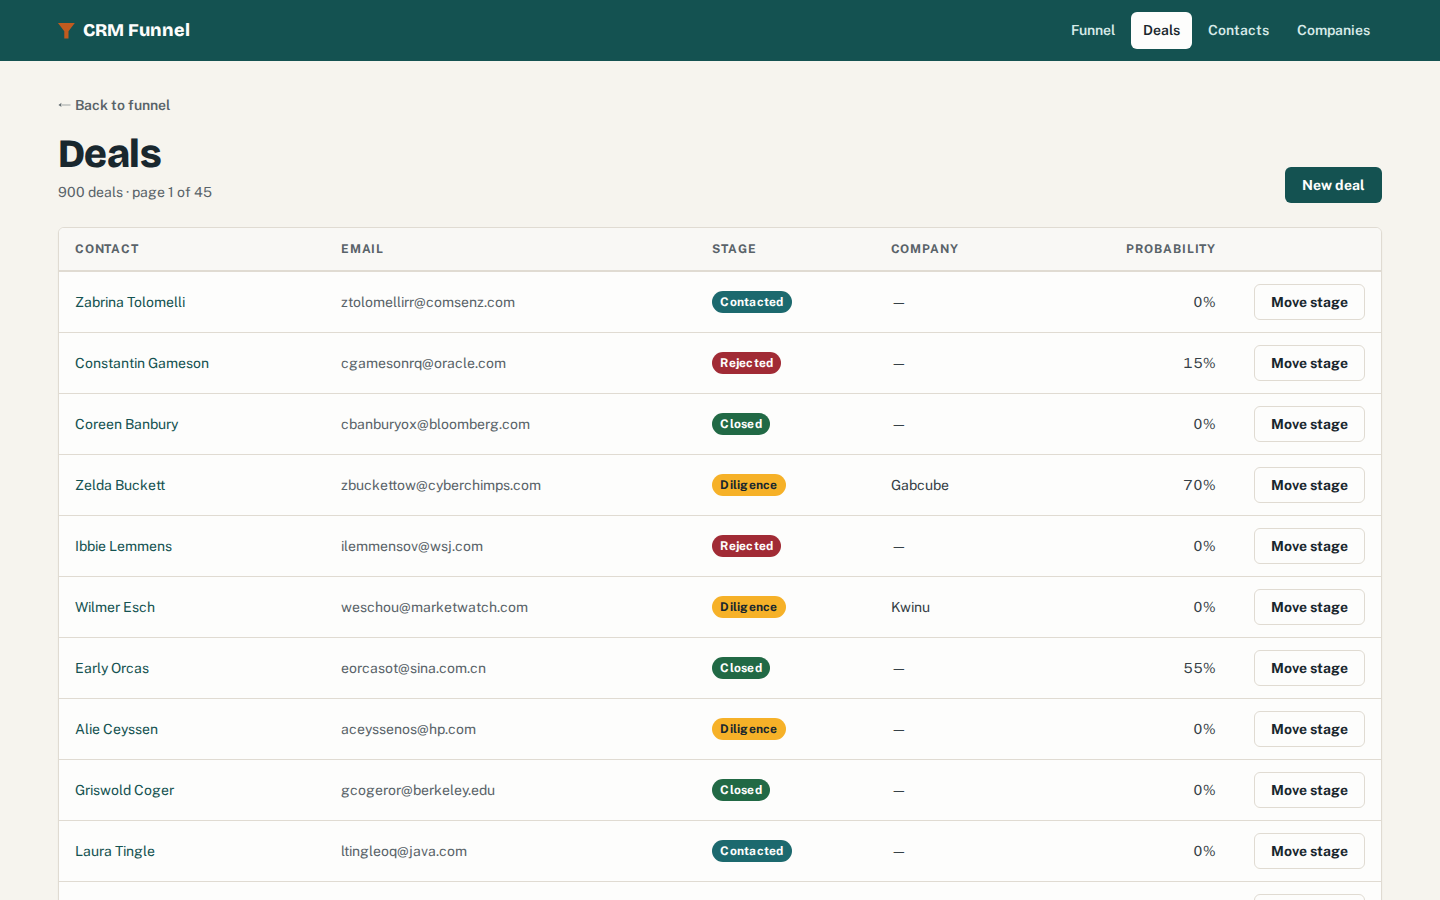 CRM Funnel Funnel Deals Contacts Companies
← Back to funnel
Deals
900 deals · page 1 of 45
New deal
CONTACT EMAIL STAGE COMPANY PROBABILITY
Zabrina Tolomelli ztolomellirr@comsenz.com Contacted — 0% Move stage
Constantin Gameson cgamesonrq@oracle.com Rejected — 15% Move stage
Coreen Banbury cbanburyox@bloomberg.com Closed — 0% Move stage
Zelda Buckett zbuckettow@cyberchimps.com Diligence Gabcube 70% Move stage
Ibbie Lemmens ilemmensov@wsj.com Rejected — 0% Move stage
Wilmer Esch weschou@marketwatch.com Diligence Kwinu 0% Move stage
Early Orcas eorcasot@sina.com.cn Closed — 55% Move stage
Alie Ceyssen aceyssenos@hp.com Diligence — 0% Move stage
Griswold Coger gcogeror@berkeley.edu Closed — 0% Move stage
Laura Tingle ltingleoq@java.com Contacted — 0% Move stage